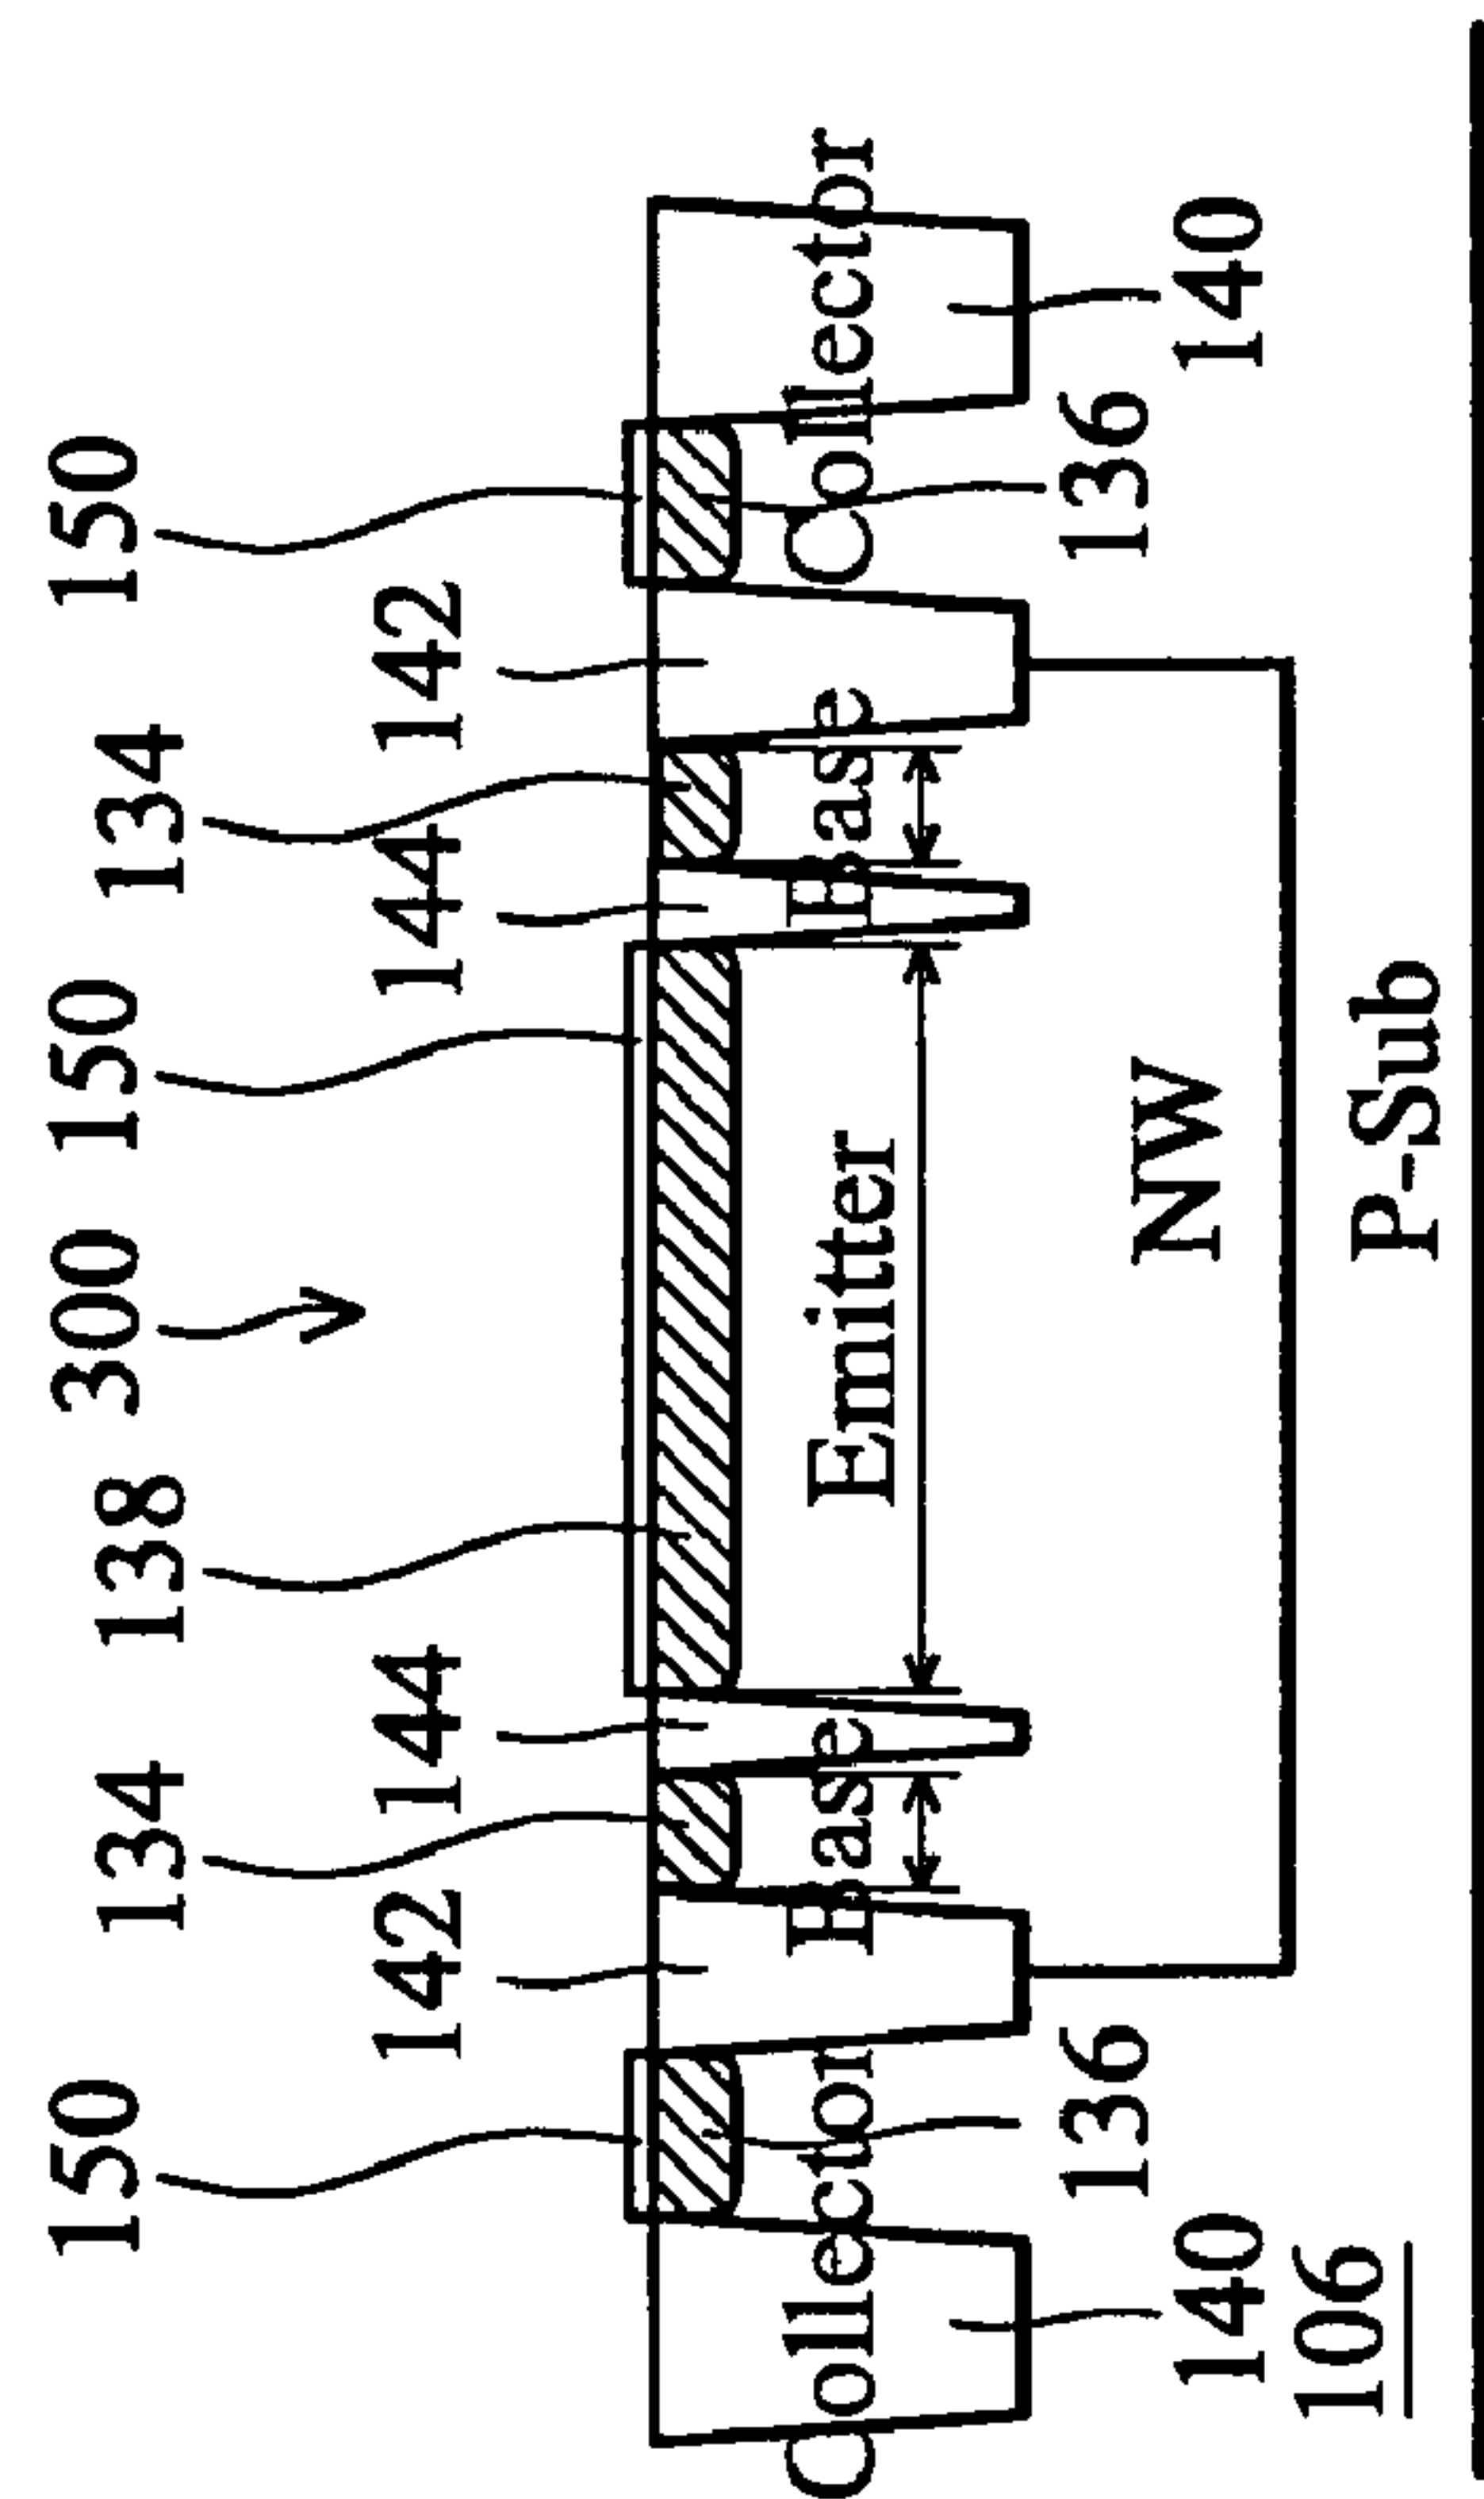 150 134 138 300 150 134 150
142 144 144 142
Collector Base Emitter Base Collector
136 136
140 NW 140
106 P-Sub